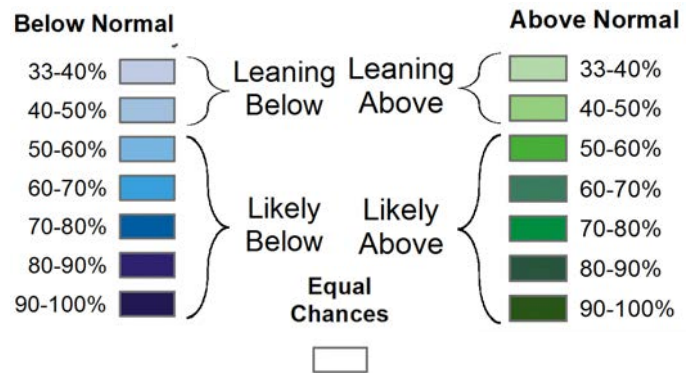 Below Normal
33-40%
40-50%
50-60%
60-70%
70-80%
80-90%
90-100%
Leaning
Below
Likely
Below
Leaning
Above
Likely
Above
Equal
Chances
Above Normal
33-40%
40-50%
50-60%
60-70%
70-80%
80-90%
90-100%